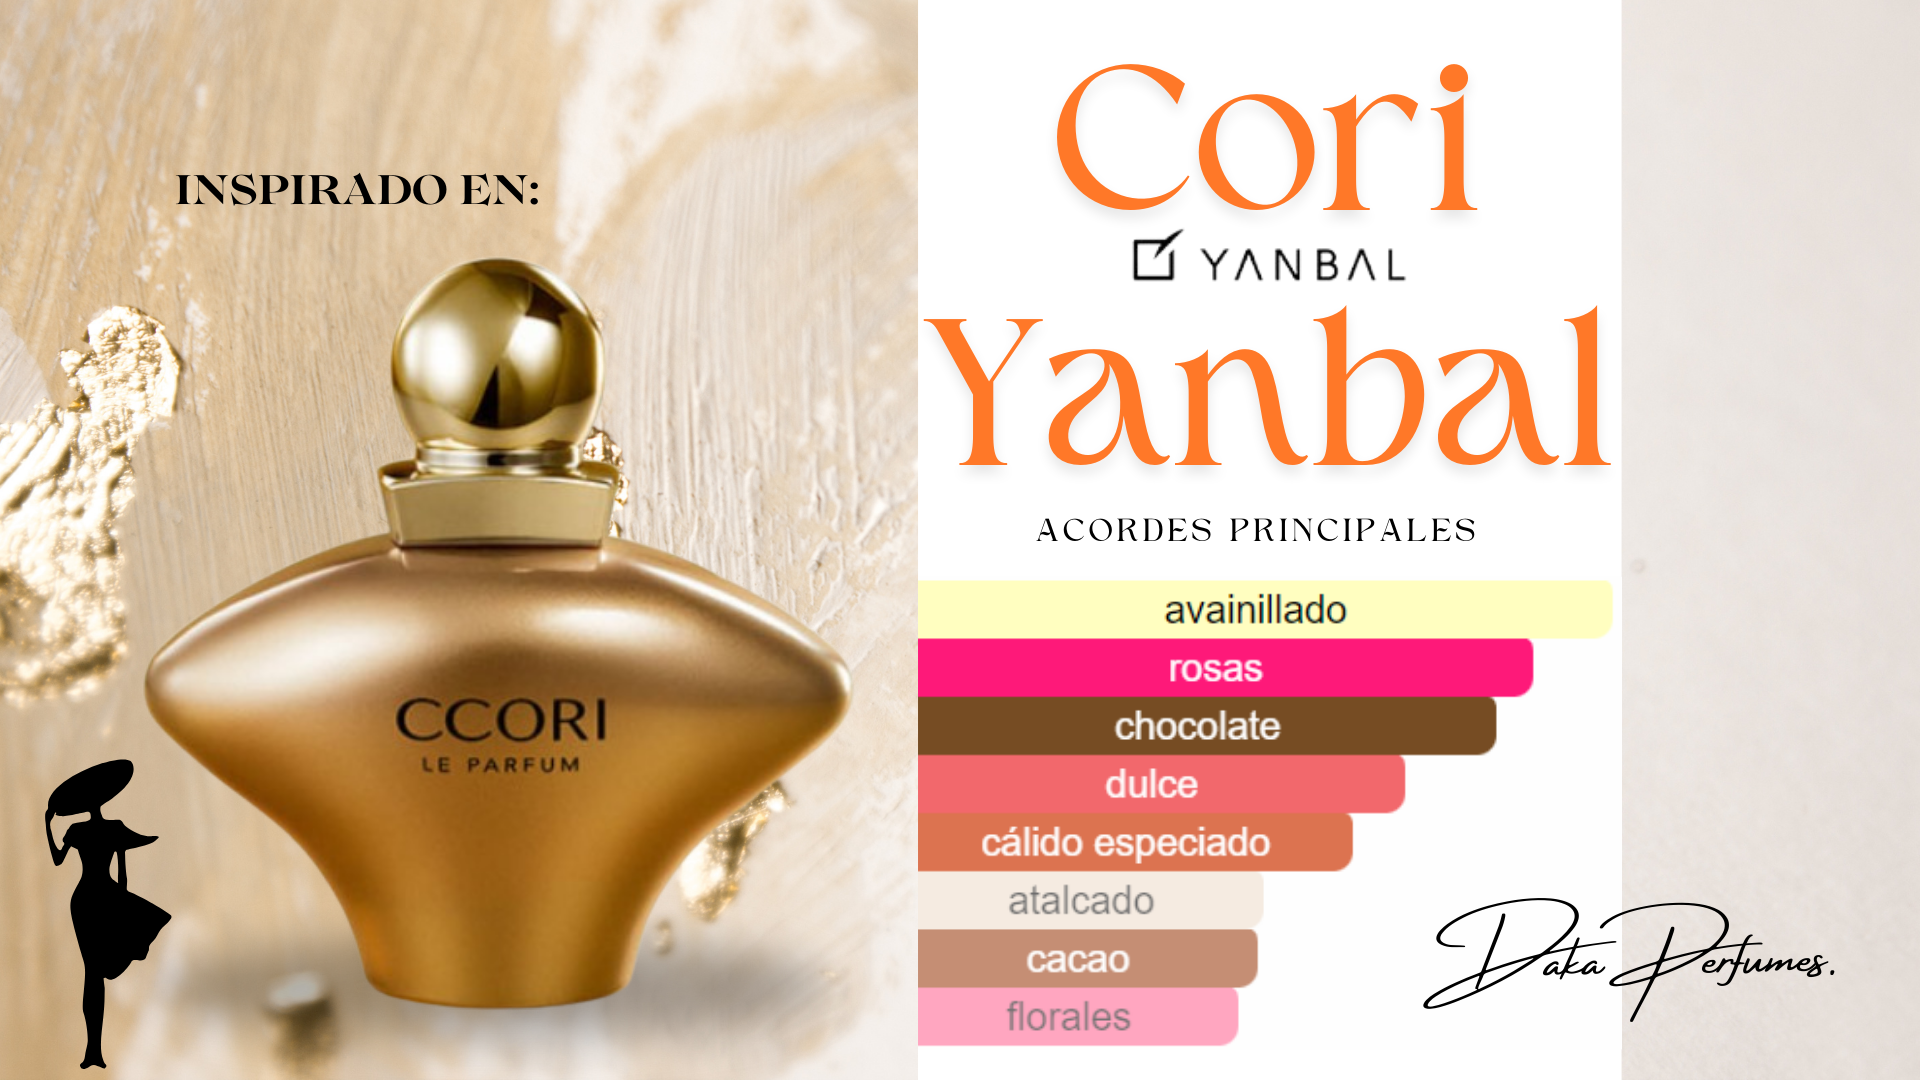 INSPIRADO EN:
CCORI
LE PARFUM
Cori
YANBAL
Yanbal
ACORDES PRINCIPALES
avainillado
rosas
chocolate
dulce
cálido especiado
atalcado
cacao
florales
Daka Perfumes.